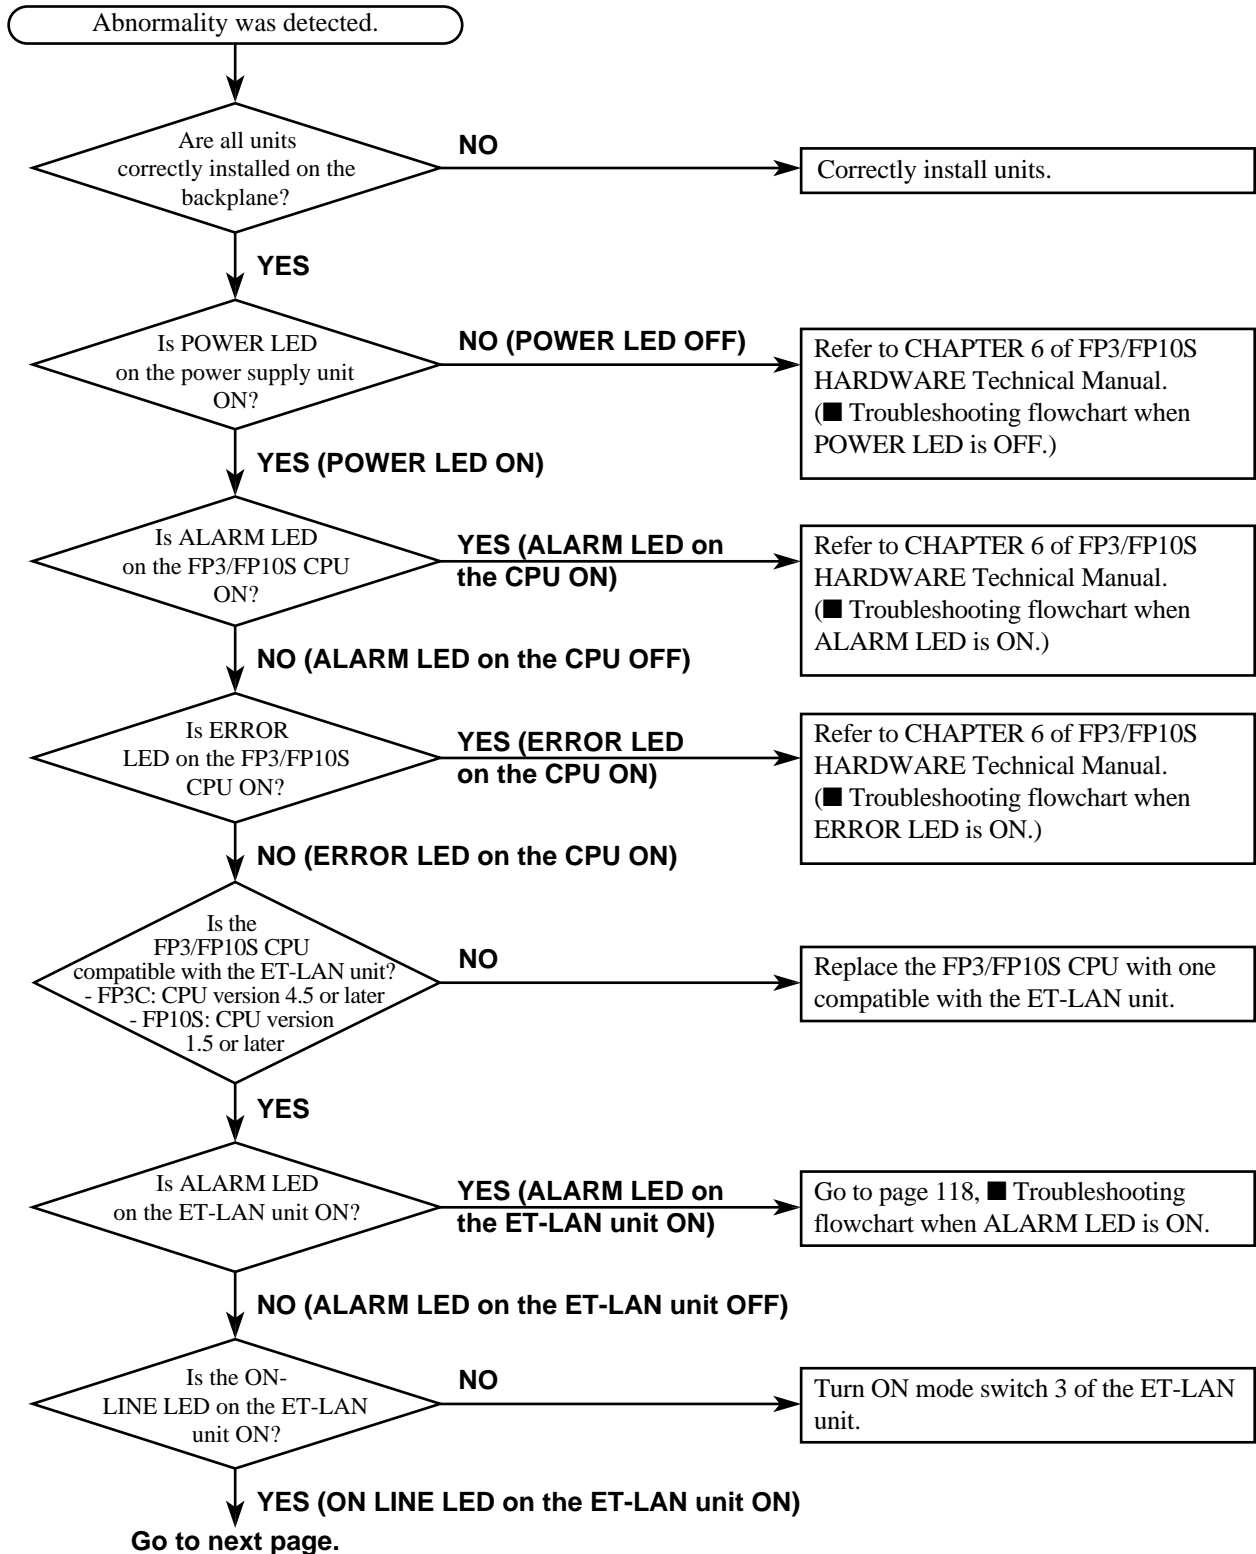 Abnormality was detected.
Are all units
correctly installed on the
backplane?
NO
Correctly install units.
YES
Is POWER LED
on the power supply unit
ON?
NO (POWER LED OFF)
Refer to CHAPTER 6 of FP3/FP10S
HARDWARE Technical Manual.
(■ Troubleshooting flowchart when
POWER LED is OFF.)
YES (POWER LED ON)
Is ALARM LED
on the FP3/FP10S CPU
ON?
YES (ALARM LED on
the CPU ON)
Refer to CHAPTER 6 of FP3/FP10S
HARDWARE Technical Manual.
(■ Troubleshooting flowchart when
ALARM LED is ON.)
NO (ALARM LED on the CPU OFF)
Is ERROR
LED on the FP3/FP10S
CPU ON?
YES (ERROR LED
on the CPU ON)
Refer to CHAPTER 6 of FP3/FP10S
HARDWARE Technical Manual.
(■ Troubleshooting flowchart when
ERROR LED is ON.)
NO (ERROR LED on the CPU ON)
Is the
FP3/FP10S CPU
compatible with the ET-LAN unit?
- FP3C: CPU version 4.5 or later
- FP10S: CPU version
1.5 or later
NO
Replace the FP3/FP10S CPU with one
compatible with the ET-LAN unit.
YES
Is ALARM LED
on the ET-LAN unit ON?
YES (ALARM LED on
the ET-LAN unit ON)
Go to page 118, ■ Troubleshooting
flowchart when ALARM LED is ON.
NO (ALARM LED on the ET-LAN unit OFF)
Is the ON-
LINE LED on the ET-LAN
unit ON?
NO
Turn ON mode switch 3 of the ET-LAN
unit.
YES (ON LINE LED on the ET-LAN unit ON)
Go to next page.